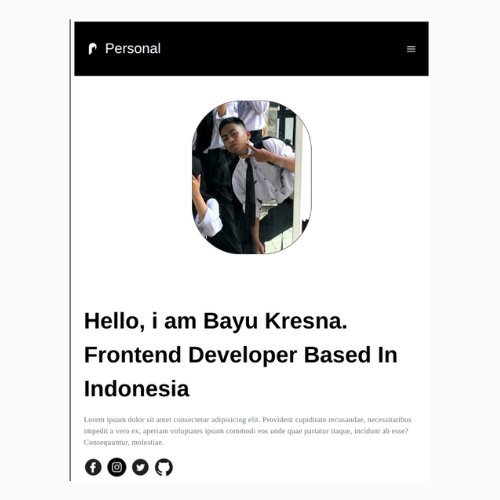 Personal
Hello, i am Bayu Kresna.
Frontend Developer Based In
Indonesia
Lorem ipsum dolor sit amet consectetur adipisicing elit. Provident cupiditate recusandae, necessitatibus
impedit a vero ex, aperiam voluptates ipsum commodi eos unde quae pariatur itaque, incidunt ab esse?
Consequuntur, molestiae.